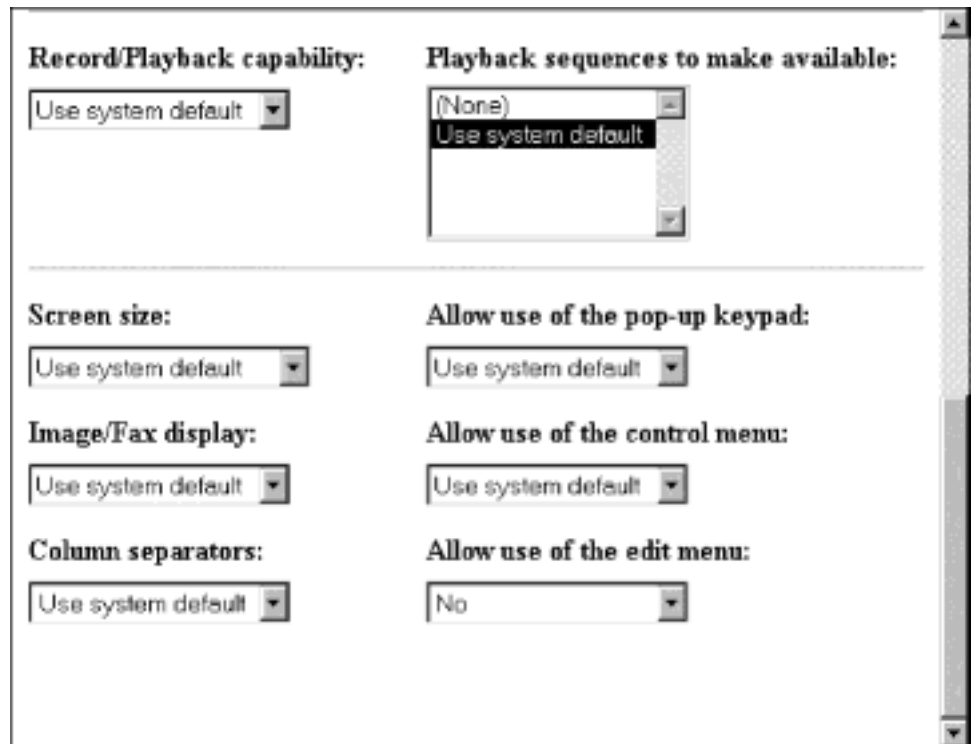 Record/Playback capability:
Use system default
Playback sequences to make available:
(None)
Use system default
Screen size:
Use system default
Allow use of the pop-up keypad:
Use system default
Image/Fax display:
Use system default
Allow use of the control menu:
Use system default
Column separators:
Use system default
Allow use of the edit menu:
No